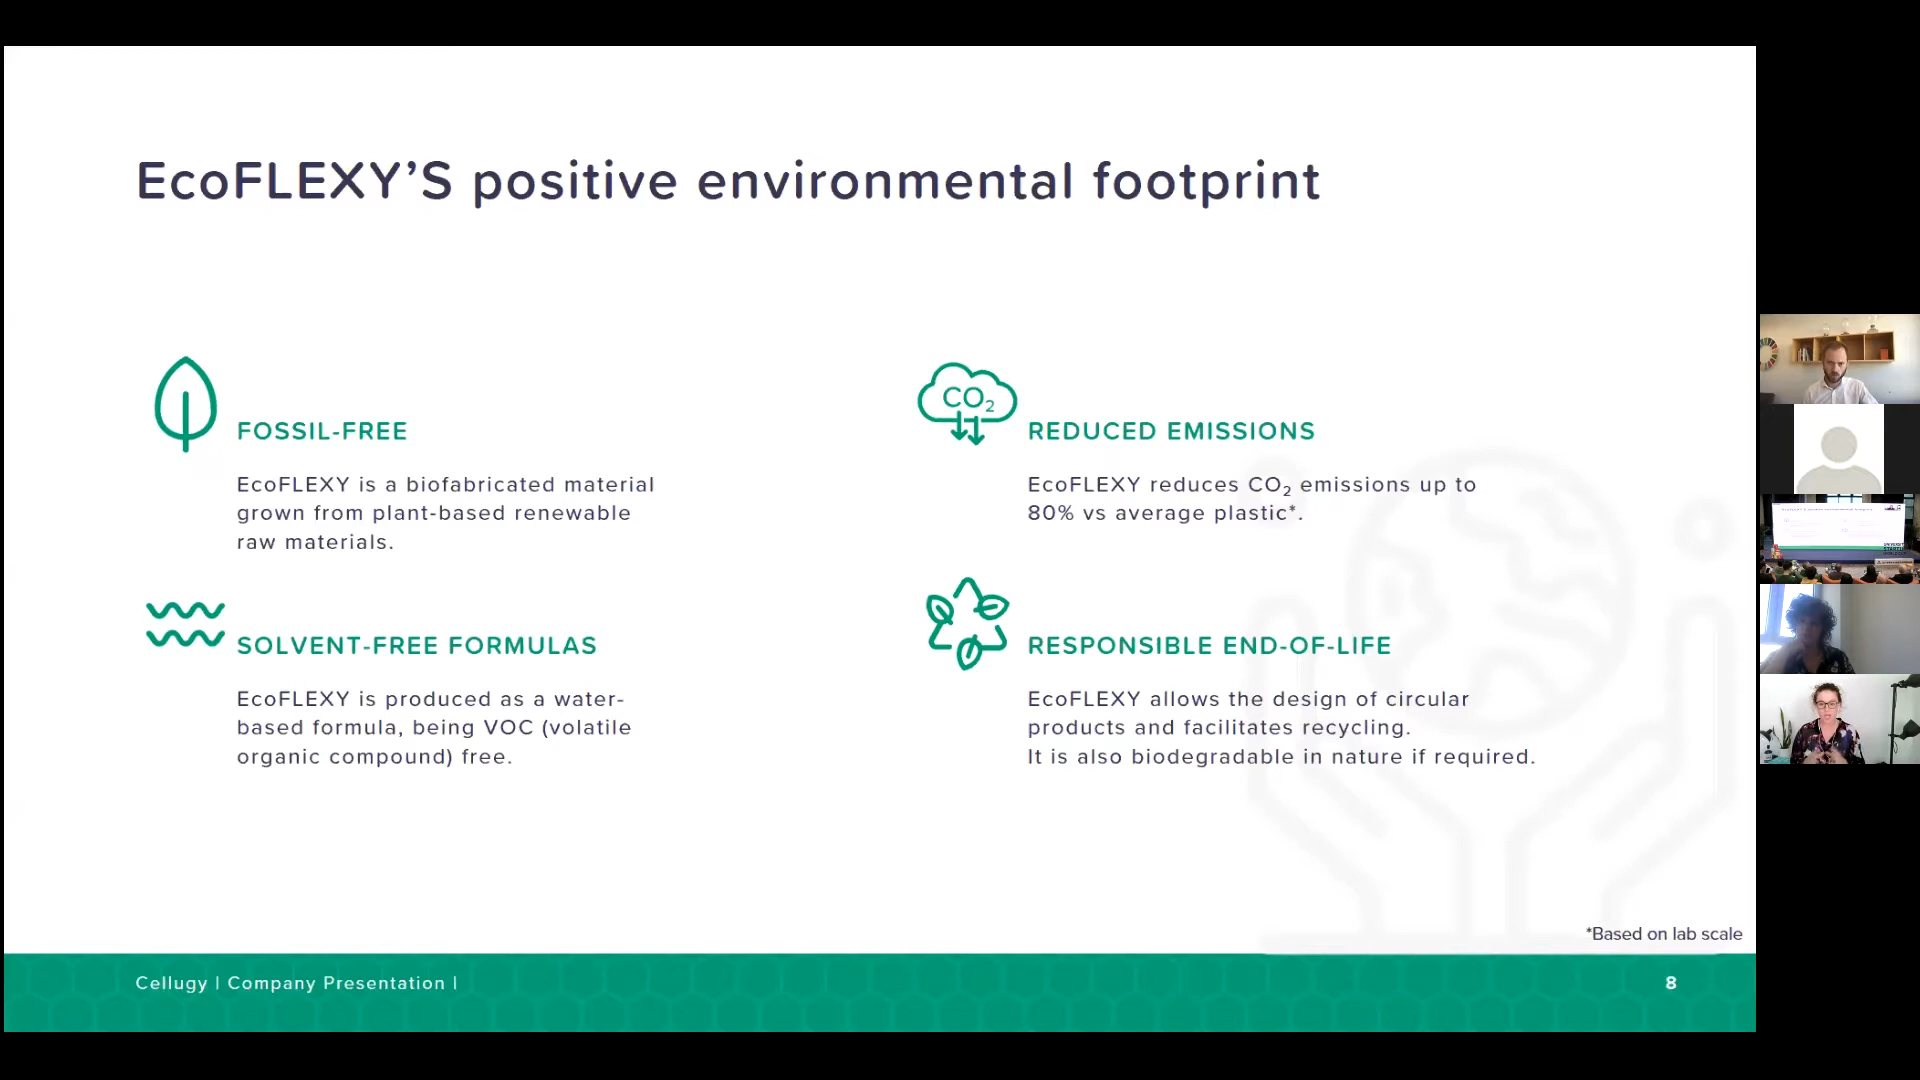 EcoFLEXY’S positive environmental footprint
FOSSIL-FREE
EcoFLEXY is a biofabricated material
grown from plant-based renewable
raw materials.
CO₂
REDUCED EMISSIONS
EcoFLEXY reduces CO₂ emissions up to
80% vs average plastic*.
SOLVENT-FREE FORMULAS
EcoFLEXY is produced as a water-
based formula, being VOC (volatile
organic compound) free.
RESPONSIBLE END-OF-LIFE
EcoFLEXY allows the design of circular
products and facilitates recycling.
It is also biodegradable in nature if required.
*Based on lab scale
Cellugy | Company Presentation |
8